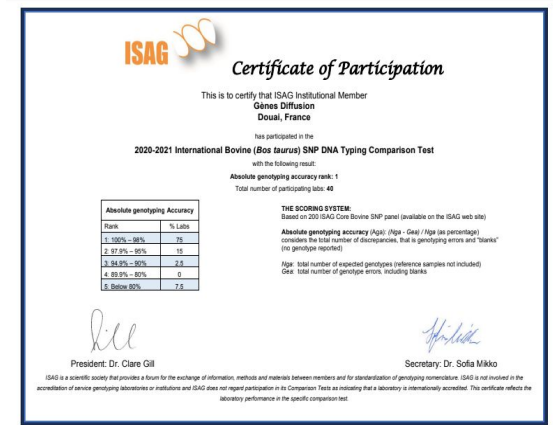 ISAG
Certificate of Participation
This is to certify that ISAG Institutional Member
Gènes Diffusion
Douai, France
has participated in the
2020-2021 International Bovine (Bos taurus) SNP DNA Typing Comparison Test
with the following result:
Absolute genotyping accuracy rank: 1
Total number of participating labs: 40
Absolute genotyping Accuracy
Rank % Labs
1: 100% – 98% 75
2: 97.9% – 95% 15
3: 94.9% – 90% 2.5
4: 89.9% – 80% 0
5: Below 80% 7.5
THE SCORING SYSTEM:
Based on 200 ISAG Core Bovine SNP panel (available on the ISAG web site)
Absolute genotyping accuracy (Aga): (Nga - Gea) / Nga (as percentage)
considers the total number of discrepancies, that is genotyping errors and “blanks”
(no genotype reported)
Nga: total number of expected genotypes (reference samples not included)
Gea: total number of genotype errors, including blanks
President: Dr. Clare Gill
Secretary: Dr. Sofia Mikko
ISAG is a scientific society that provides a forum for the exchange of information, methods and materials between members and for standardization of genotyping nomenclature. ISAG is not involved in the
accreditation of service genotyping laboratories or institutions and ISAG does not regard participation in its Comparison Tests as indicating that a laboratory is internationally accredited. This certificate reflects the
laboratory performance in the specific comparison test.